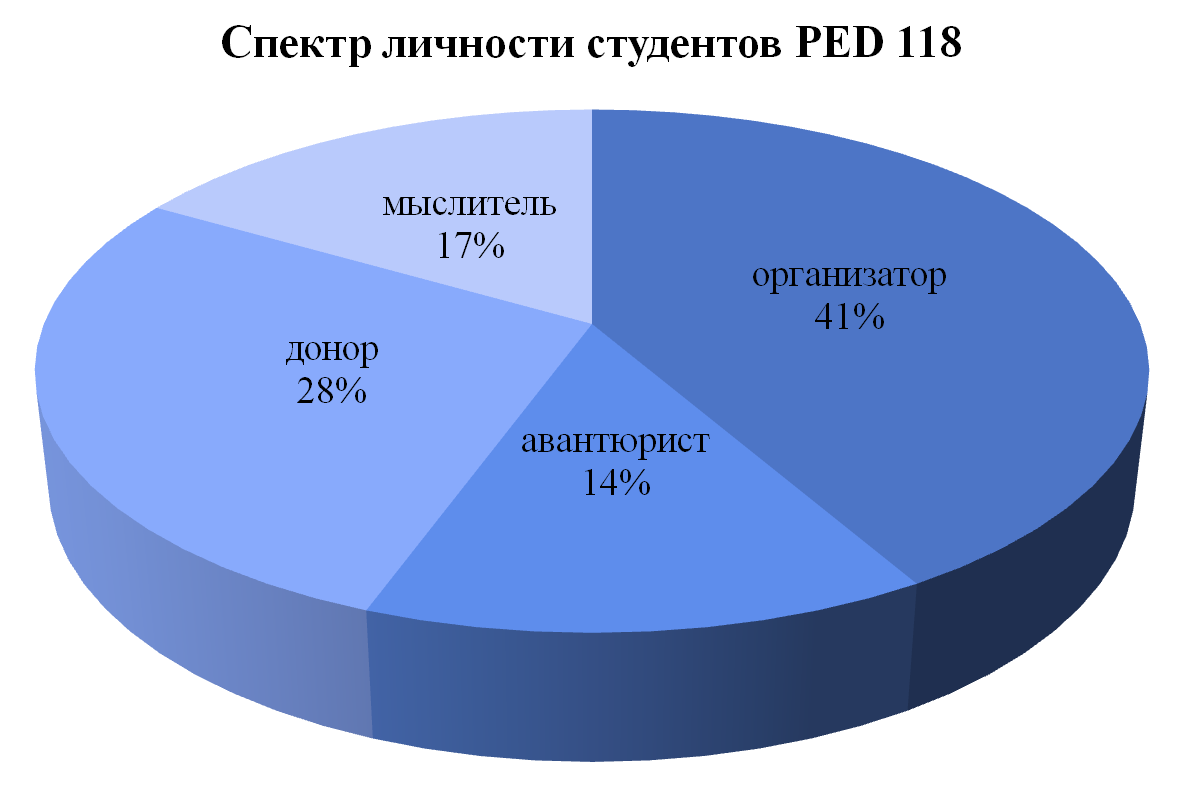 Спектр личности студентов PED 118
мыслитель
17%
организатор
41%
донор
28%
авантюрист
14%